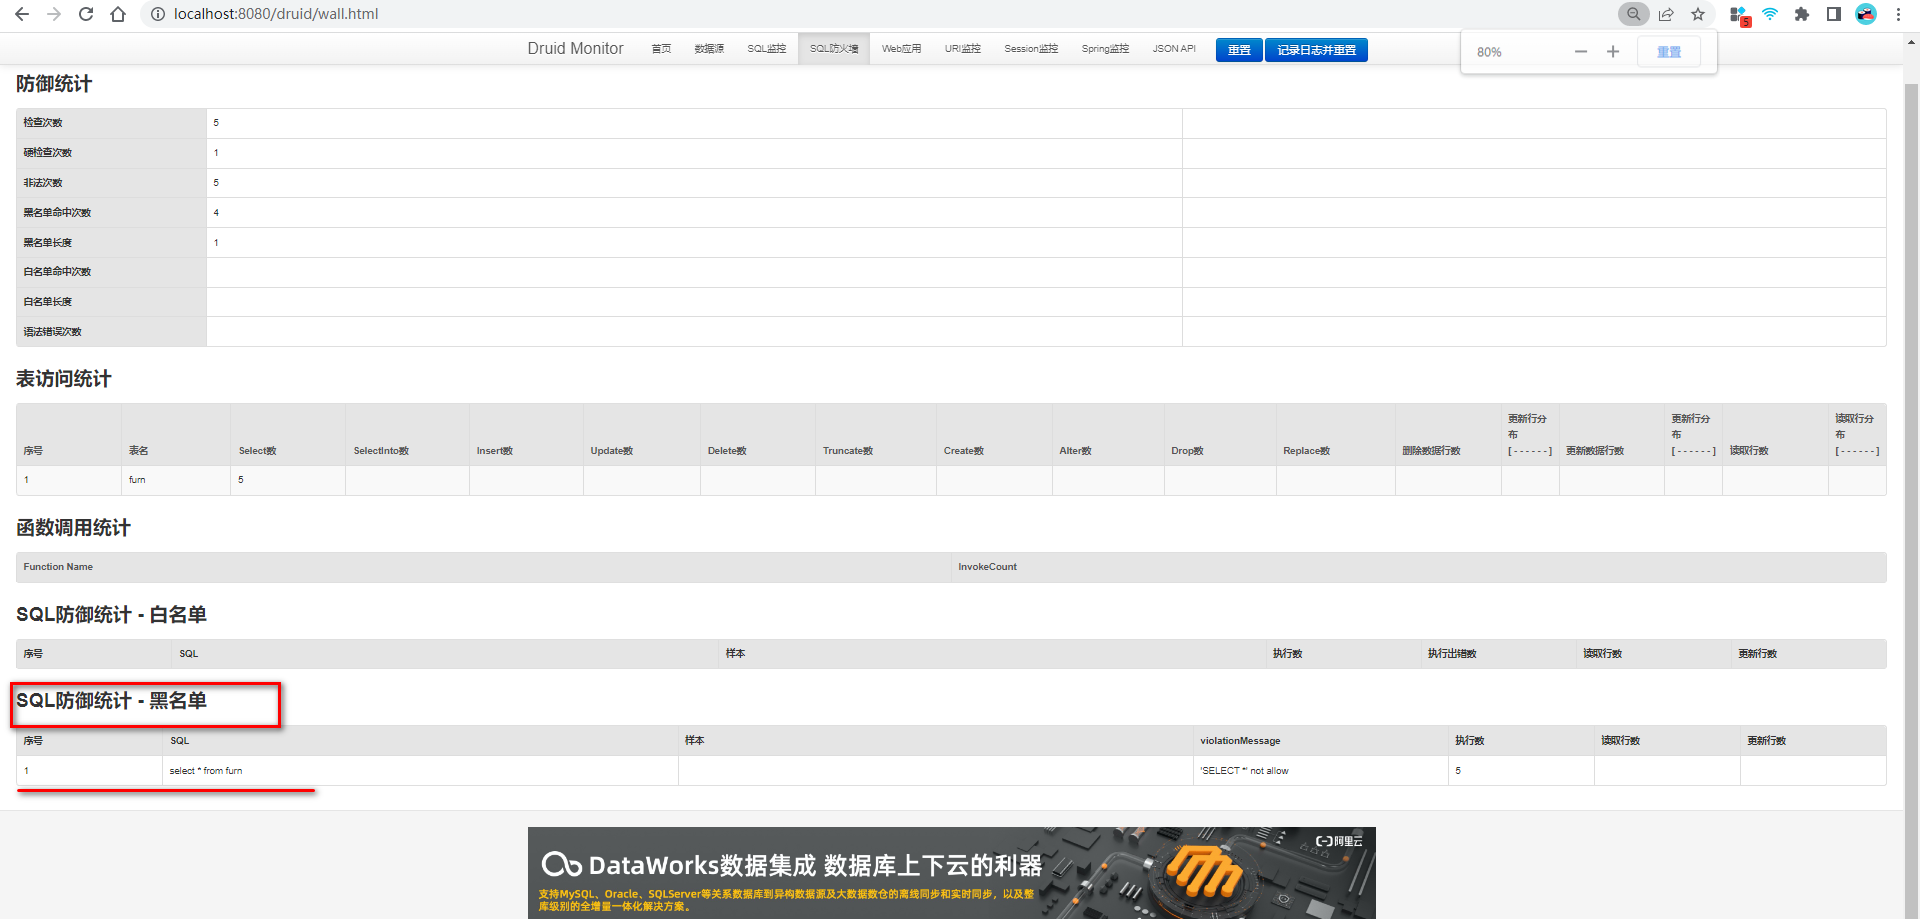 localhost:8080/druid/wall.html
5
Druid Monitor 首页 数据源 SQL监控 SQL防火墙 Web应用 URI监控 Session监控 Spring监控 JSON API 重置 记录日志并重置
80% 重置
防御统计
检查次数 5
硬检查次数 1
非法次数 5
黑名单命中次数 4
黑名单长度 1
白名单命中次数
白名单长度
语法错误次数
表访问统计
序号 表名 Select数 SelectInto数 Insert数 Update数 Delete数 Truncate数 Create数 Alter数 Drop数 Replace数 删除数据行数 更新行分布 [ - - - - - - ] 更新数据行数 更新行分布 [ - - - - - - ] 读取行数 读取行分布 [ - - - - - - ]
1 furn 5
函数调用统计
Function Name InvokeCount
SQL防御统计 - 白名单
序号 SQL 样本 执行数 执行出错数 读取行数 更新行数
SQL防御统计 - 黑名单
序号 SQL 样本 violationMessage 执行数 读取行数 更新行数
1 select * from furn 'SELECT *' not allow 5
阿里云
DataWorks数据集成 数据库上下云的利器
支持MySQL、Oracle、SQLServer等关系数据库到异构数据源及大数据数仓的离线同步和实时同步，以及整
库级别的全增量一体化解决方案。